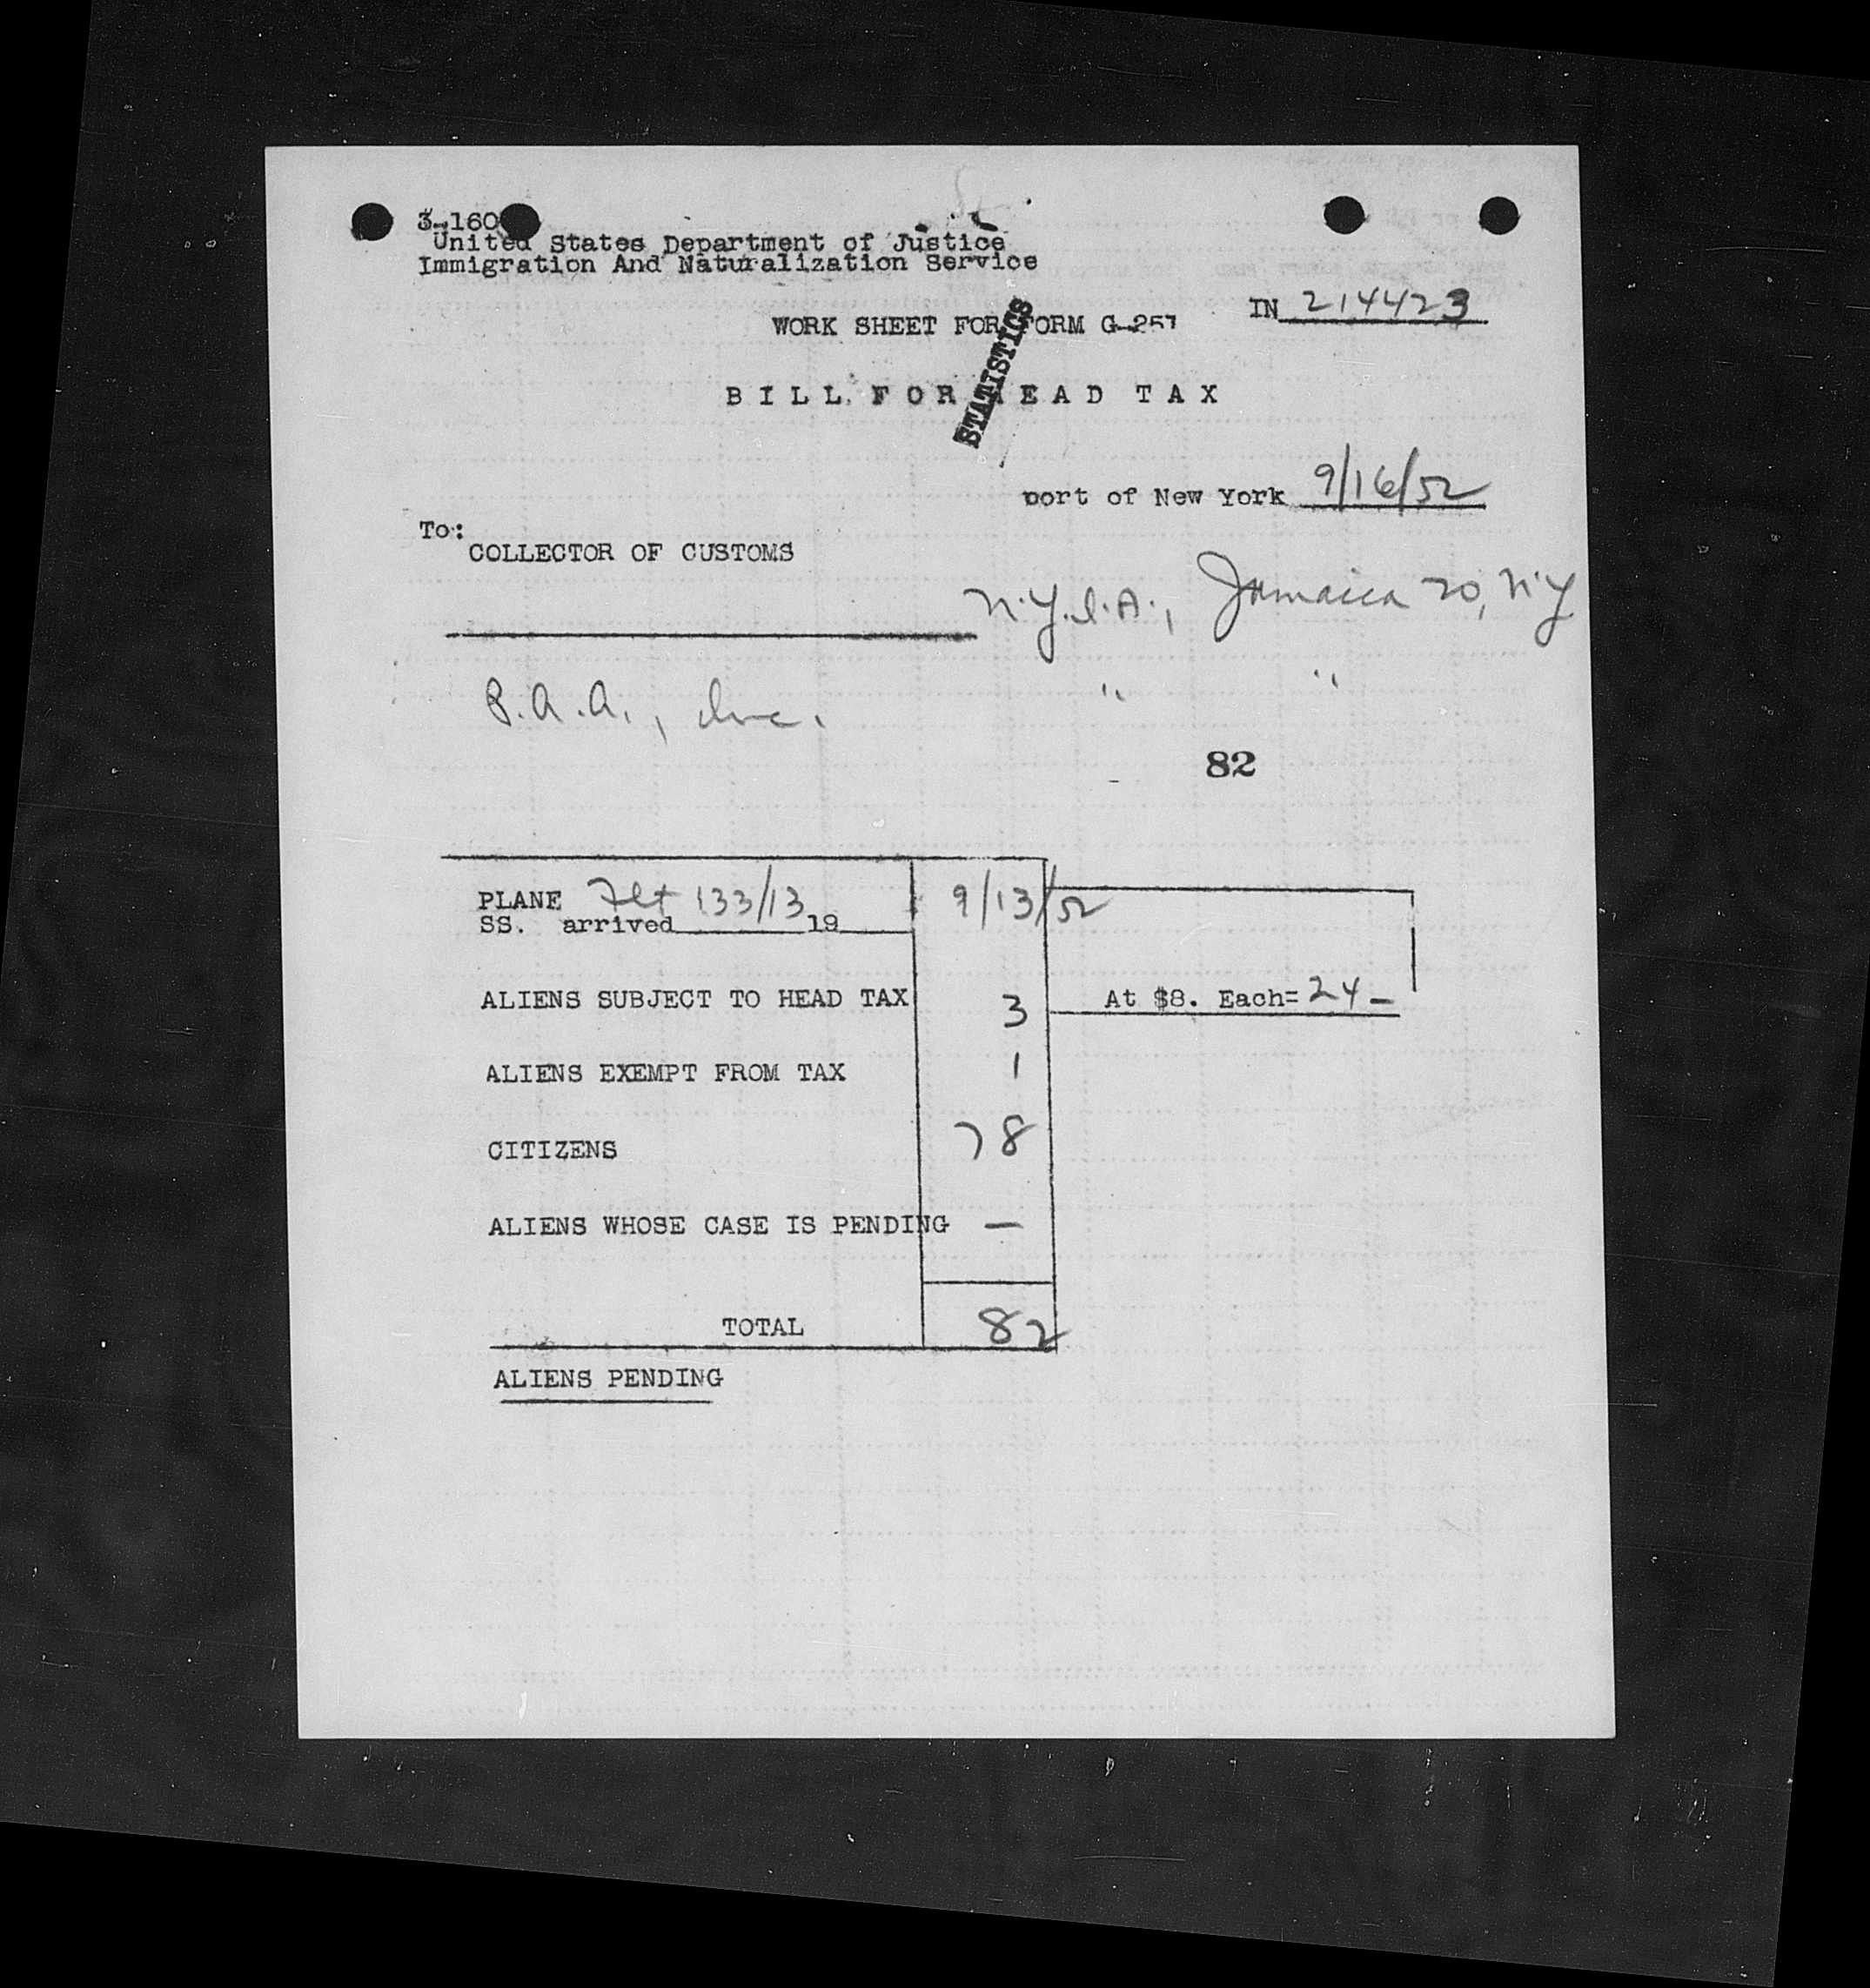 3-160
United States Department of Justice
Immigration And Naturalization Service
IN 214423
WORK SHEET FOR FORM G-257
STATISTICS
BILL FOR HEAD TAX
port of New York 9/16/52
To:
COLLECTOR OF CUSTOMS
N.Y.I.A., Jamaica 20, N.Y
P.A.A., Inc. " "
82
PLANE Flt 133/13 9/13/52
SS. arrived 19
ALIENS SUBJECT TO HEAD TAX 3 At $8. Each= 24 –
ALIENS EXEMPT FROM TAX 1
CITIZENS 78
ALIENS WHOSE CASE IS PENDING –
TOTAL 82
ALIENS PENDING